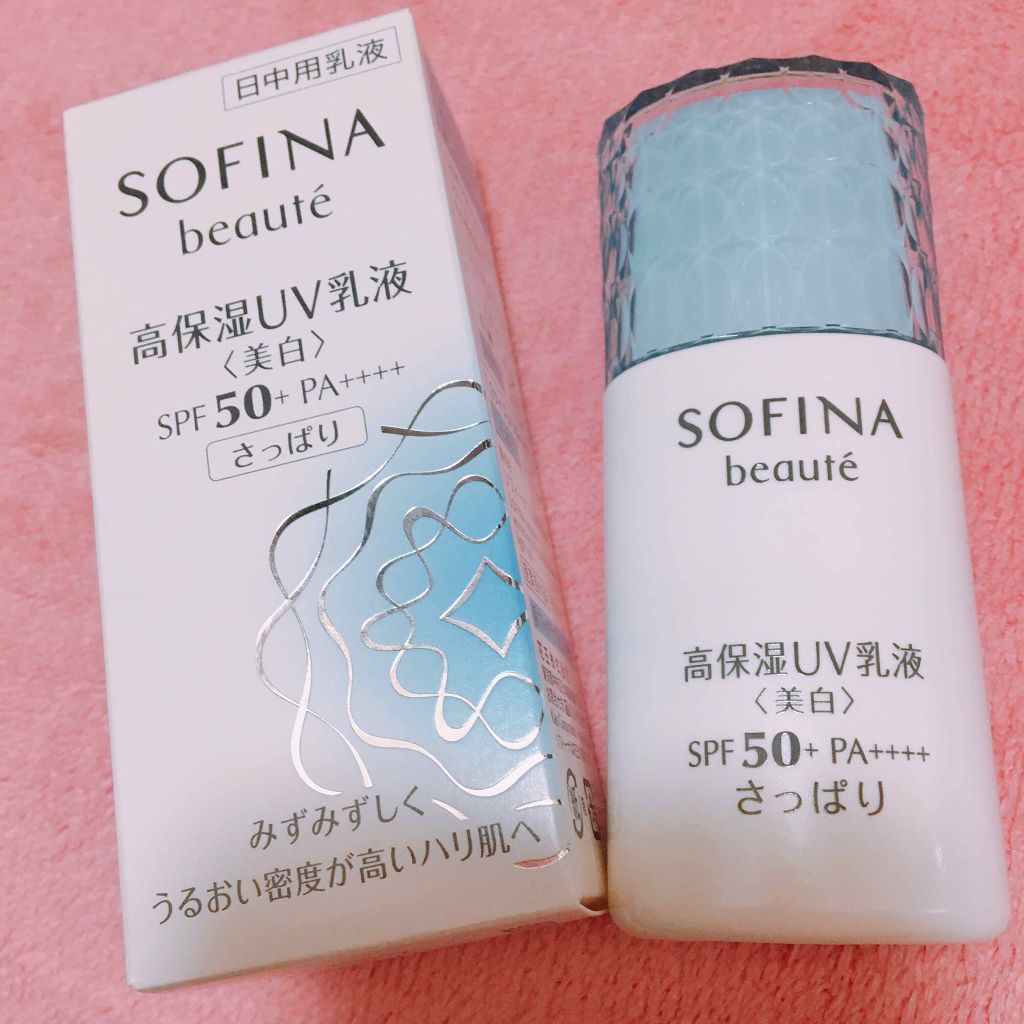 日中用乳液
SOFINA
beauté
高保湿UV乳液
〈美白〉
SPF 50+ PA++++
さっぱり
みずみずしく
うるおい密度が高いハリ肌へ
SOFINA
beauté
高保湿UV乳液
〈美白〉
SPF 50+ PA++++
さっぱり